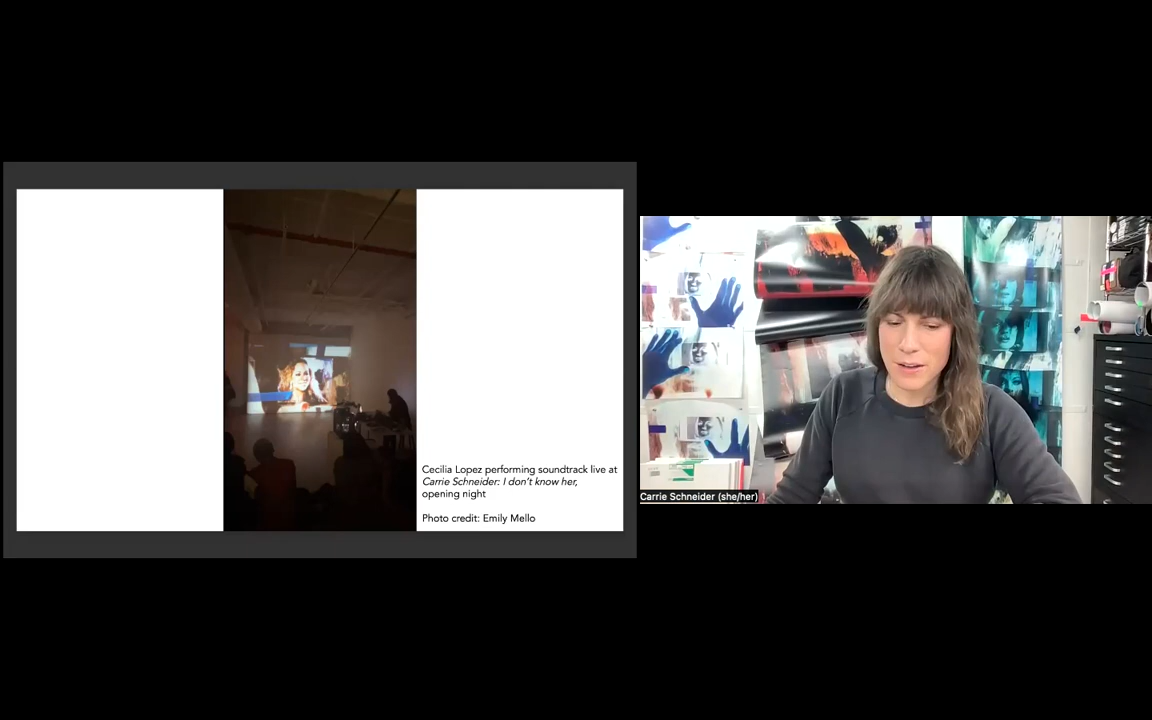 Cecilia Lopez performing soundtrack live at
Carrie Schneider: I don't know her,
opening night
Photo credit: Emily Mello
Carrie Schneider (she/her)